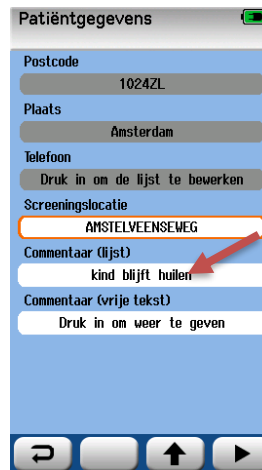 Patiëntgegevens
Postcode
1024ZL
Plaats
Amsterdam
Telefoon
Druk in om de lijst te bewerken
Screeningslocatie
AMSTELVEENSEWEG
Commentaar (lijst)
kind blijft huilen
Commentaar (vrije tekst)
Druk in om weer te geven